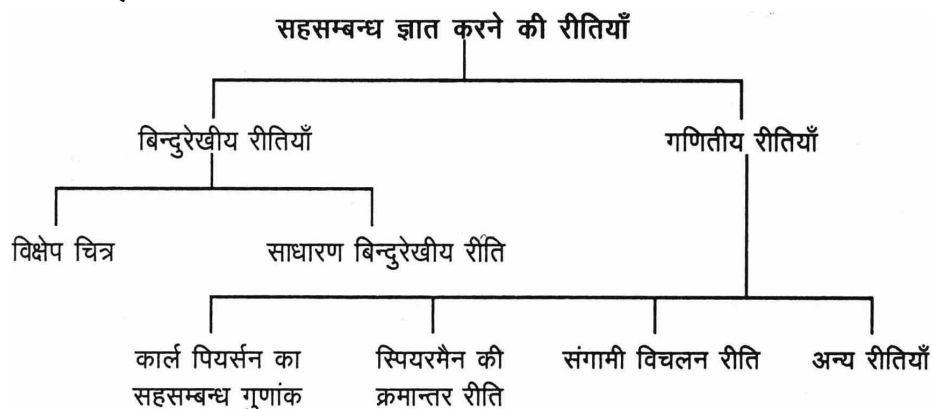 सहसम्बन्ध ज्ञात करने की रीतियाँ
बिन्दुरेखीय रीतियाँ
गणितीय रीतियाँ
विक्षेप चित्र
साधारण बिन्दुरेखीय रीति
कार्ल पियर्सन का
सहसम्बन्ध गुणांक
स्पियरमैन की
क्रमान्तर रीति
संगामी विचलन रीति
अन्य रीतियाँ